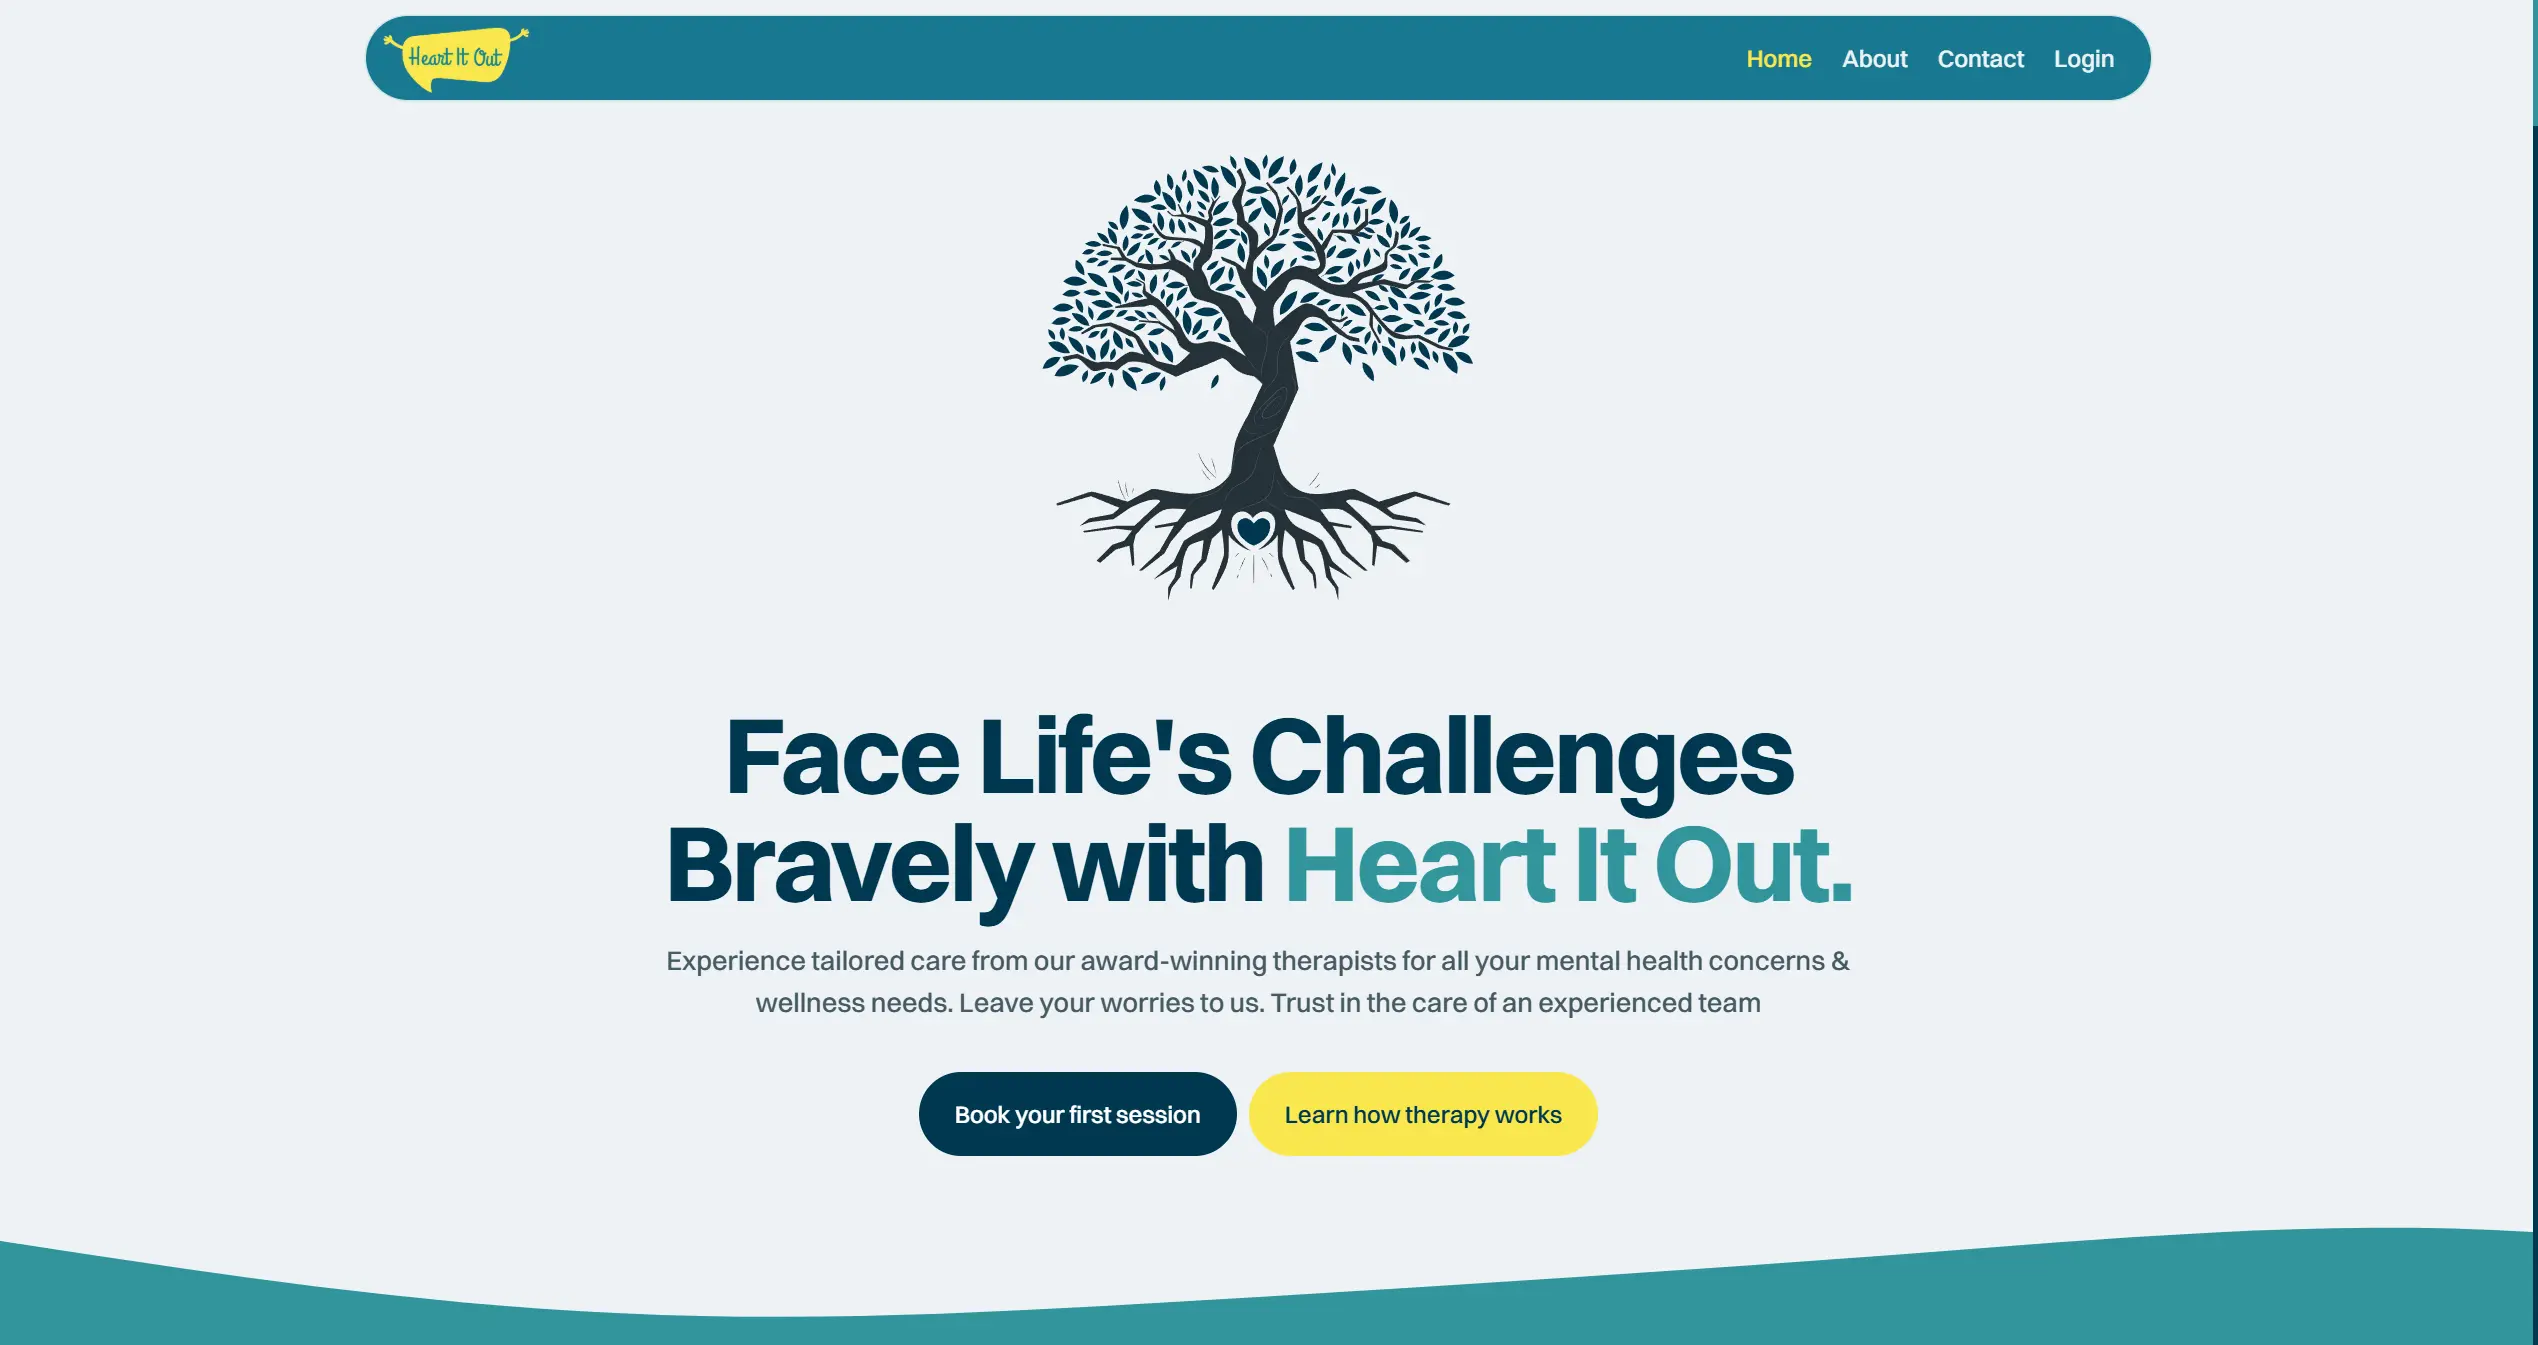 Heart It Out
Home About Contact Login
Face Life's Challenges
Bravely with Heart It Out.
Experience tailored care from our award-winning therapists for all your mental health concerns &
wellness needs. Leave your worries to us. Trust in the care of an experienced team
Book your first session Learn how therapy works